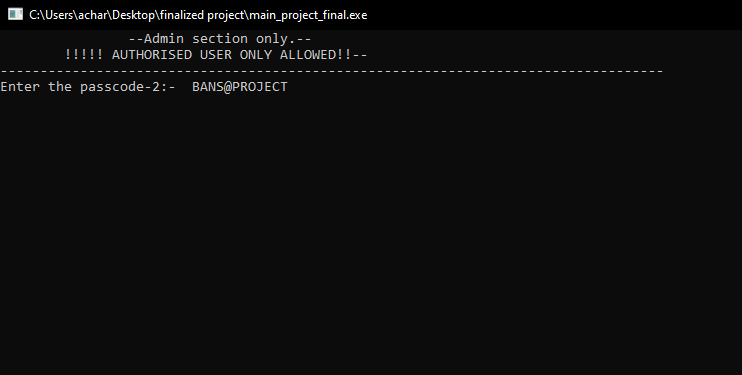 C:\Users\achar\Desktop\finalized project\main_project_final.exe
--Admin section only.--
!!!!! AUTHORISED USER ONLY ALLOWED!!--
-----------------------------------------------------------------------------------
Enter the passcode-2:-  BANS@PROJECT